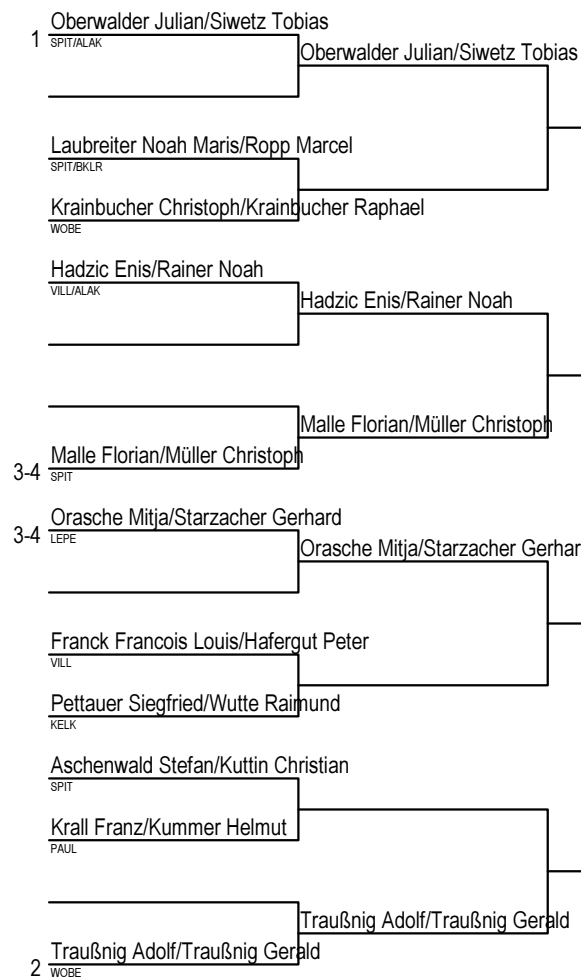 Oberwalder Julian/Siwetz Tobias
1 SPIT/ALAK
Oberwalder Julian/Siwetz Tobias
Laubreiter Noah Maris/Ropp Marcel
SPIT/BKLR
Krainbucher Christoph/Krainbucher Raphael
WOBE
Hadzic Enis/Rainer Noah
VILL/ALAK
Hadzic Enis/Rainer Noah
Malle Florian/Müller Christoph
Malle Florian/Müller Christoph
3-4 SPIT
Orasche Mitja/Starzacher Gerhard
3-4 LEPE
Orasche Mitja/Starzacher Gerhar
Franck Francois Louis/Hafergut Peter
VILL
Pettauer Siegfried/Wutte Raimund
KELK
Aschenwald Stefan/Kuttin Christian
SPIT
Krall Franz/Kummer Helmut
PAUL
Traußnig Adolf/Traußnig Gerald
Traußnig Adolf/Traußnig Gerald
2 WOBE